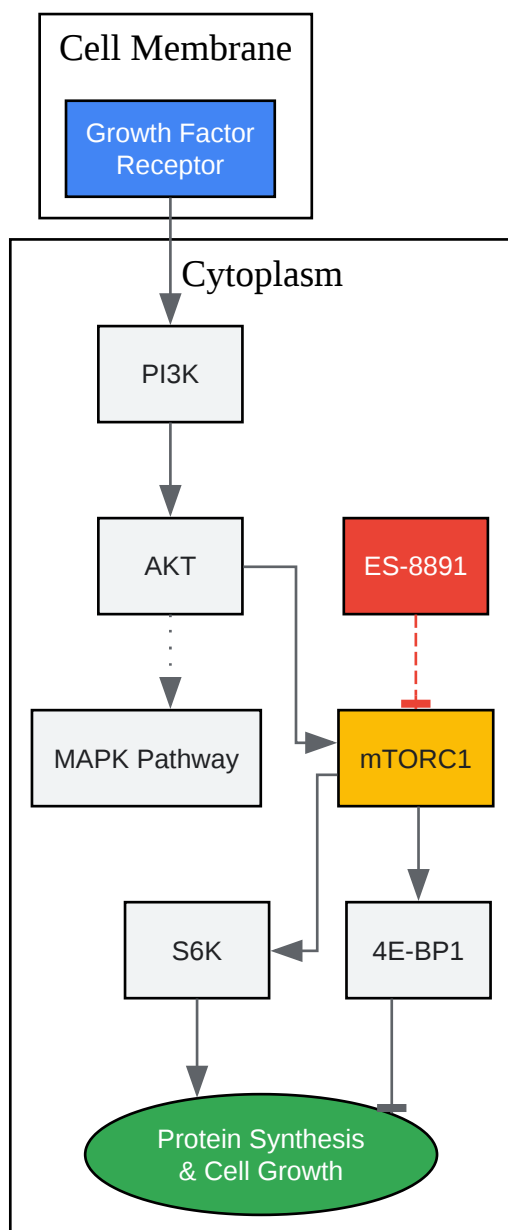 Cell Membrane
Growth Factor
Receptor
Cytoplasm
PI3K
AKT
ES-8891
MAPK Pathway
mTORC1
S6K
4E-BP1
Protein Synthesis
& Cell Growth